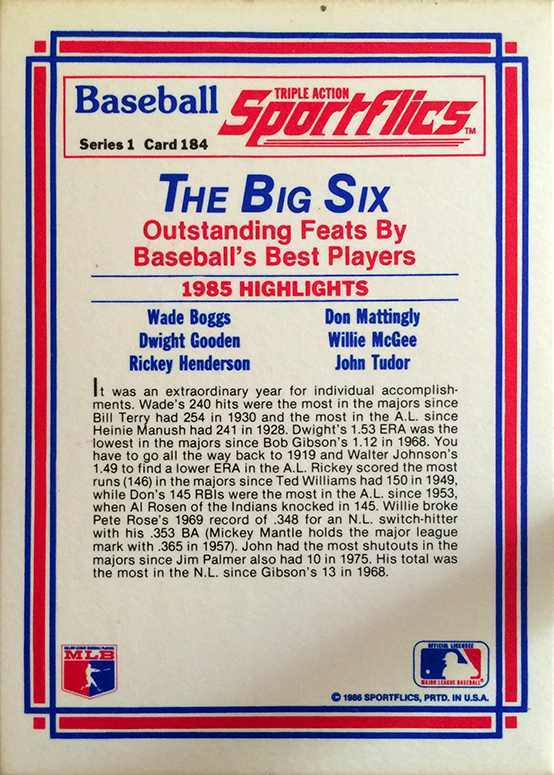 Baseball
TRIPLE ACTION
Sportflics™
Series 1 Card 184
THE BIG SIX
Outstanding Feats By
Baseball's Best Players
1985 HIGHLIGHTS
Wade Boggs Don Mattingly
Dwight Gooden Willie McGee
Rickey Henderson John Tudor
It was an extraordinary year for individual accomplish-
ments. Wade's 240 hits were the most in the majors since
Bill Terry had 254 in 1930 and the most in the A.L. since
Heinie Manush had 241 in 1928. Dwight's 1.53 ERA was the
lowest in the majors since Bob Gibson's 1.12 in 1968. You
have to go all the way back to 1919 and Walter Johnson's
1.49 to find a lower ERA in the A.L. Rickey scored the most
runs (146) in the majors since Ted Williams had 150 in 1949,
while Don's 145 RBIs were the most in the A.L. since 1953,
when Al Rosen of the Indians knocked in 145. Willie broke
Pete Rose's 1969 record of .348 for an N.L. switch-hitter
with his .353 BA (Mickey Mantle holds the major league
mark with .365 in 1957). John had the most shutouts in the
majors since Jim Palmer also had 10 in 1975. His total was
the most in the N.L. since Gibson's 13 in 1968.
MAJOR LEAGUE BASEBALL PLAYERS
MLB
OFFICIAL LICENSEE
MAJOR LEAGUE BASEBALL®
© 1986 SPORTFLICS, PRTD. IN U.S.A.